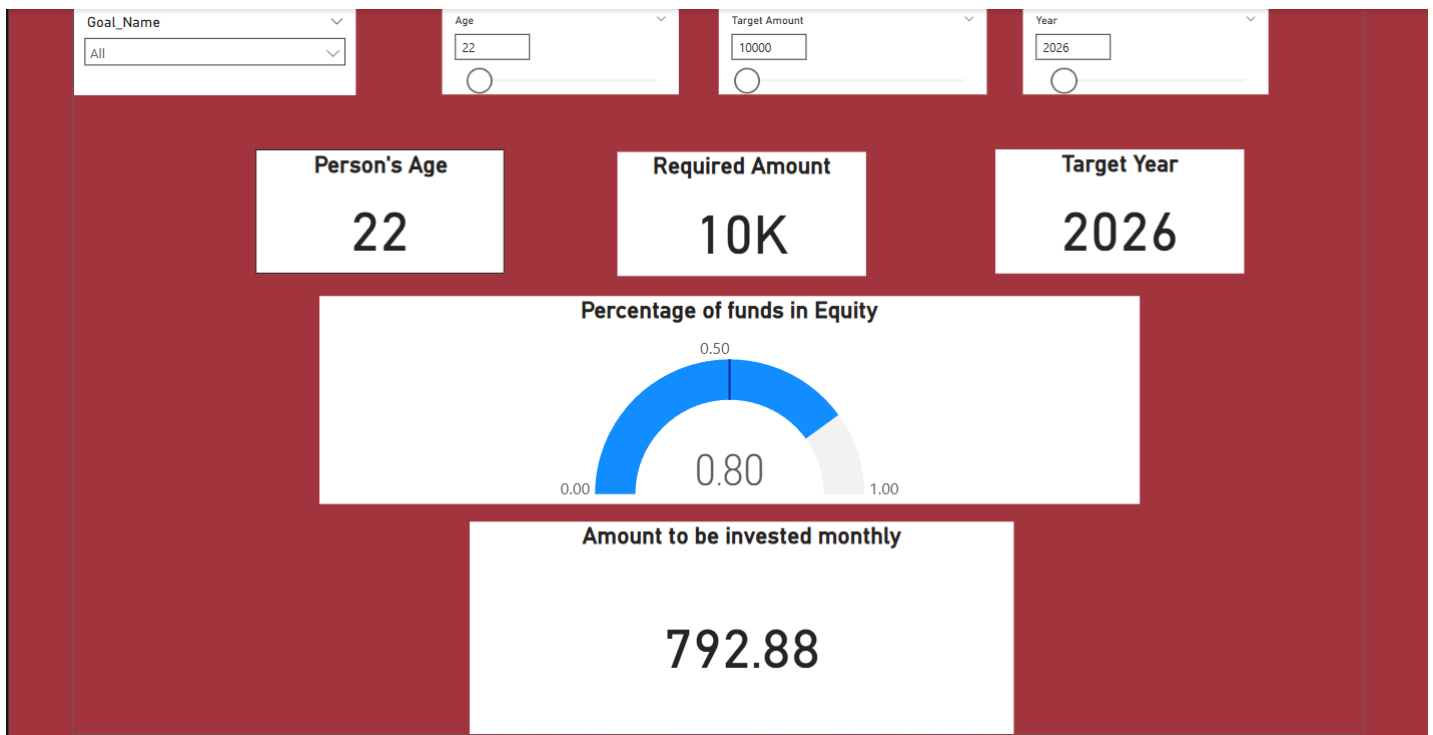 Goal_Name
All
Age
22
Target Amount
10000
Year
2026
Person's Age
22
Required Amount
10K
Target Year
2026
Percentage of funds in Equity
0.50
0.80
0.00
1.00
Amount to be invested monthly
792.88